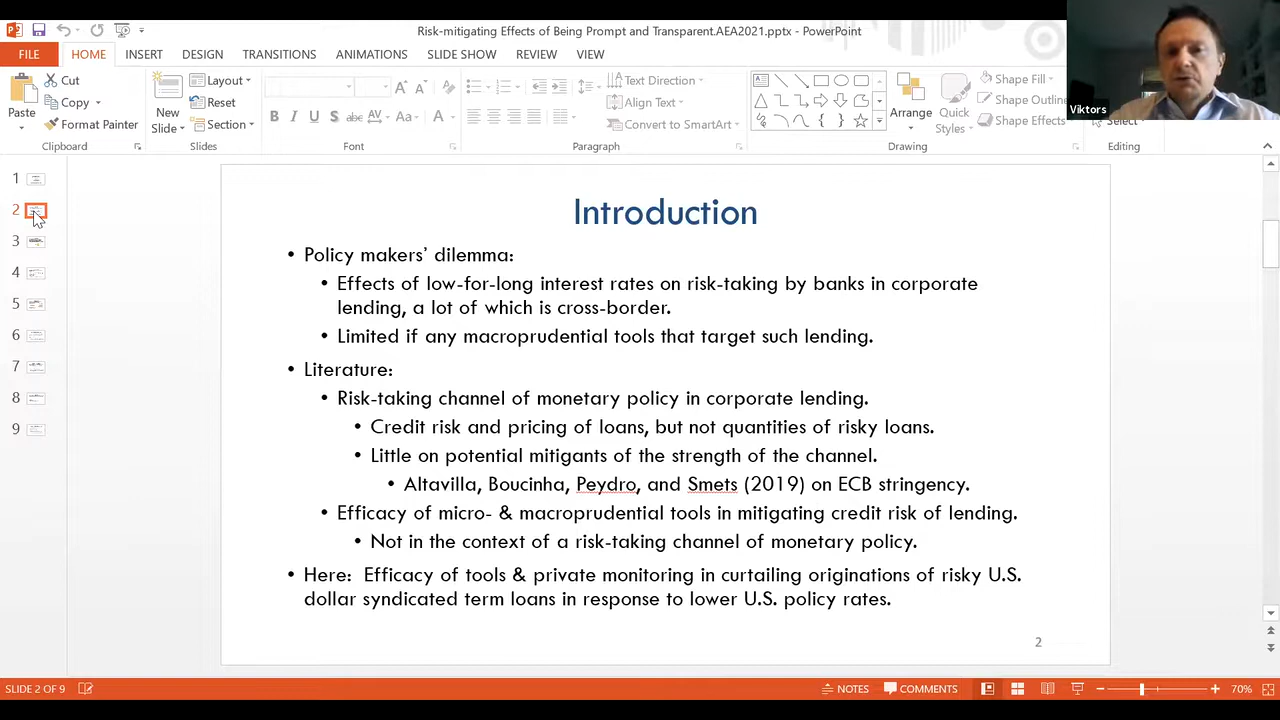 Risk-mitigating Effects of Being Prompt and Transparent.AEA2021.pptx - PowerPoint
FILE HOME INSERT DESIGN TRANSITIONS ANIMATIONS SLIDE SHOW REVIEW VIEW
Paste
Cut
Copy
Format Painter
Clipboard
New
Slide
Layout
Reset
Section
Slides
B I U S abc AV Aa A
Font
Text Direction
Align Text
Convert to SmartArt
Paragraph
Arrange
Quick
Styles
Shape Fill
Shape Outline
Shape Effects
Drawing
Select
Editing
Viktors
1
2
3
4
5
6
7
8
9
Introduction
• Policy makers’ dilemma:
• Effects of low-for-long interest rates on risk-taking by banks in corporate
lending, a lot of which is cross-border.
• Limited if any macroprudential tools that target such lending.
• Literature:
• Risk-taking channel of monetary policy in corporate lending.
• Credit risk and pricing of loans, but not quantities of risky loans.
• Little on potential mitigants of the strength of the channel.
• Altavilla, Boucinha, Peydro, and Smets (2019) on ECB stringency.
• Efficacy of micro- & macroprudential tools in mitigating credit risk of lending.
• Not in the context of a risk-taking channel of monetary policy.
• Here: Efficacy of tools & private monitoring in curtailing originations of risky U.S.
dollar syndicated term loans in response to lower U.S. policy rates.
2
SLIDE 2 OF 9
NOTES COMMENTS 70%